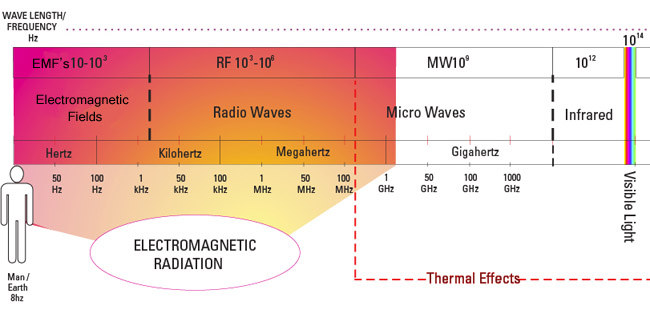 WAVE LENGTH/
FREQUENCY
Hz
10¹⁴
EMF's10-10³
RF 10³-10⁶
MW10⁹
10¹²
Electromagnetic
Fields
Radio Waves
Micro Waves
Infrared
Hertz
Kilohertz
Megahertz
Gigahertz
50
Hz
100
Hz
1
kHz
50
kHz
100
kHz
1
MHz
50
MHz
100
MHz
1
GHz
50
GHz
100
GHz
1000
GHz
Visible Light
Man /
Earth
8hz
ELECTROMAGNETIC
RADIATION
Thermal Effects